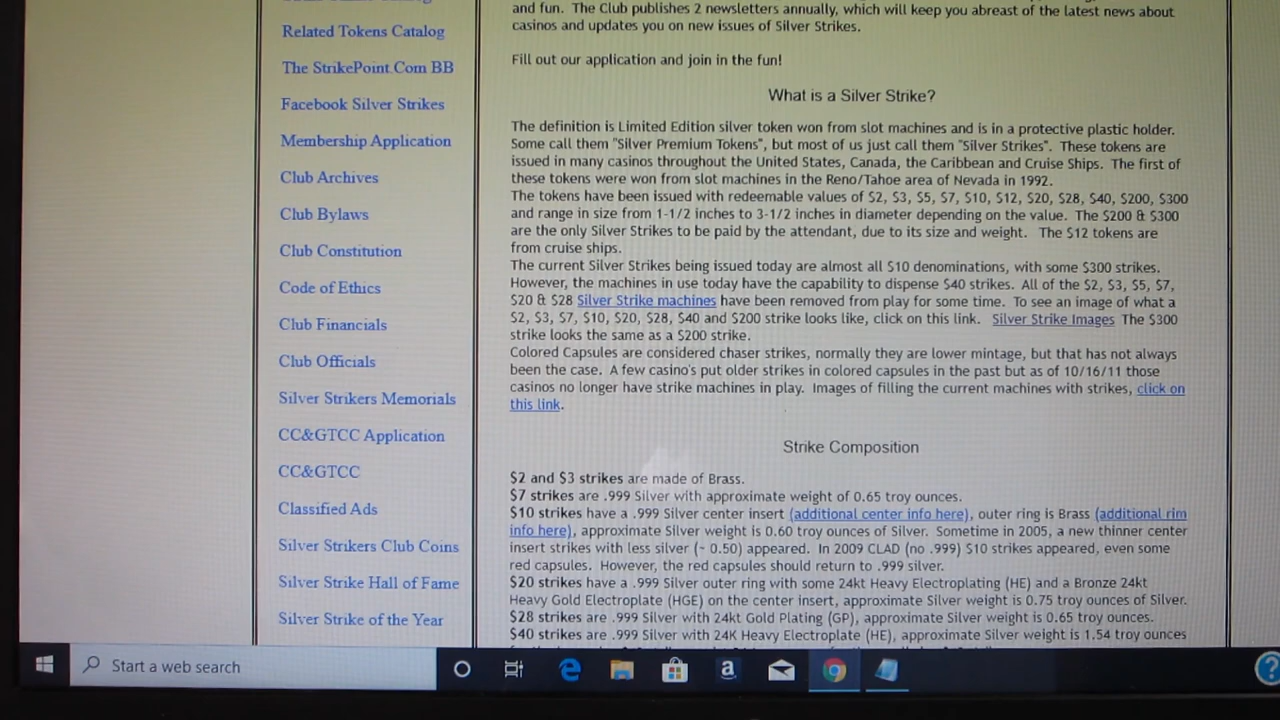 Related Tokens Catalog
The StrikePoint.Com BB
Facebook Silver Strikes
Membership Application
Club Archives
Club Bylaws
Club Constitution
Code of Ethics
Club Financials
Club Officials
Silver Strikers Memorials
CC&GTCC Application
CC&GTCC
Classified Ads
Silver Strikers Club Coins
Silver Strike Hall of Fame
Silver Strike of the Year
and fun. The Club publishes 2 newsletters annually, which will keep you abreast of the latest news about
casinos and updates you on new issues of Silver Strikes.
Fill out our application and join in the fun!
What is a Silver Strike?
The definition is Limited Edition silver token won from slot machines and is in a protective plastic holder.
Some call them "Silver Premium Tokens", but most of us just call them "Silver Strikes". These tokens are
issued in many casinos throughout the United States, Canada, the Caribbean and Cruise Ships. The first of
these tokens were won from slot machines in the Reno/Tahoe area of Nevada in 1992.
The tokens have been issued with redeemable values of $2, $3, $5, $7, $10, $12, $20, $28, $40, $200, $300
and range in size from 1-1/2 inches to 3-1/2 inches in diameter depending on the value. The $200 & $300
are the only Silver Strikes to be paid by the attendant, due to its size and weight. The $12 tokens are
from cruise ships.
The current Silver Strikes being issued today are almost all $10 denominations, with some $300 strikes.
However, the machines in use today have the capability to dispense $40 strikes. All of the $2, $3, $5, $7,
$20 & $28 Silver Strike machines have been removed from play for some time. To see an image of what a
$2, $3, $7, $10, $20, $28, $40 and $200 strike looks like, click on this link. Silver Strike Images The $300
strike looks the same as a $200 strike.
Colored Capsules are considered chaser strikes, normally they are lower mintage, but that has not always
been the case. A few casino's put older strikes in colored capsules in the past but as of 10/16/11 those
casinos no longer have strike machines in play. Images of filling the current machines with strikes, click on
this link.
Strike Composition
$2 and $3 strikes are made of Brass.
$7 strikes are .999 Silver with approximate weight of 0.65 troy ounces.
$10 strikes have a .999 Silver center insert (additional center info here), outer ring is Brass (additional rim
info here), approximate Silver weight is 0.60 troy ounces of Silver. Sometime in 2005, a new thinner center
insert strikes with less silver (~ 0.50) appeared. In 2009 CLAD (no .999) $10 strikes appeared, even some
red capsules. However, the red capsules should return to .999 silver.
$20 strikes have a .999 Silver outer ring with some 24kt Heavy Electroplating (HE) and a Bronze 24kt
Heavy Gold Electroplate (HGE) on the center insert, approximate Silver weight is 0.75 troy ounces of Silver.
$28 strikes are .999 Silver with 24kt Gold Plating (GP), approximate Silver weight is 0.65 troy ounces.
$40 strikes are .999 Silver with 24K Heavy Electroplate (HE), approximate Silver weight is 1.54 troy ounces
Start a web search
a
?